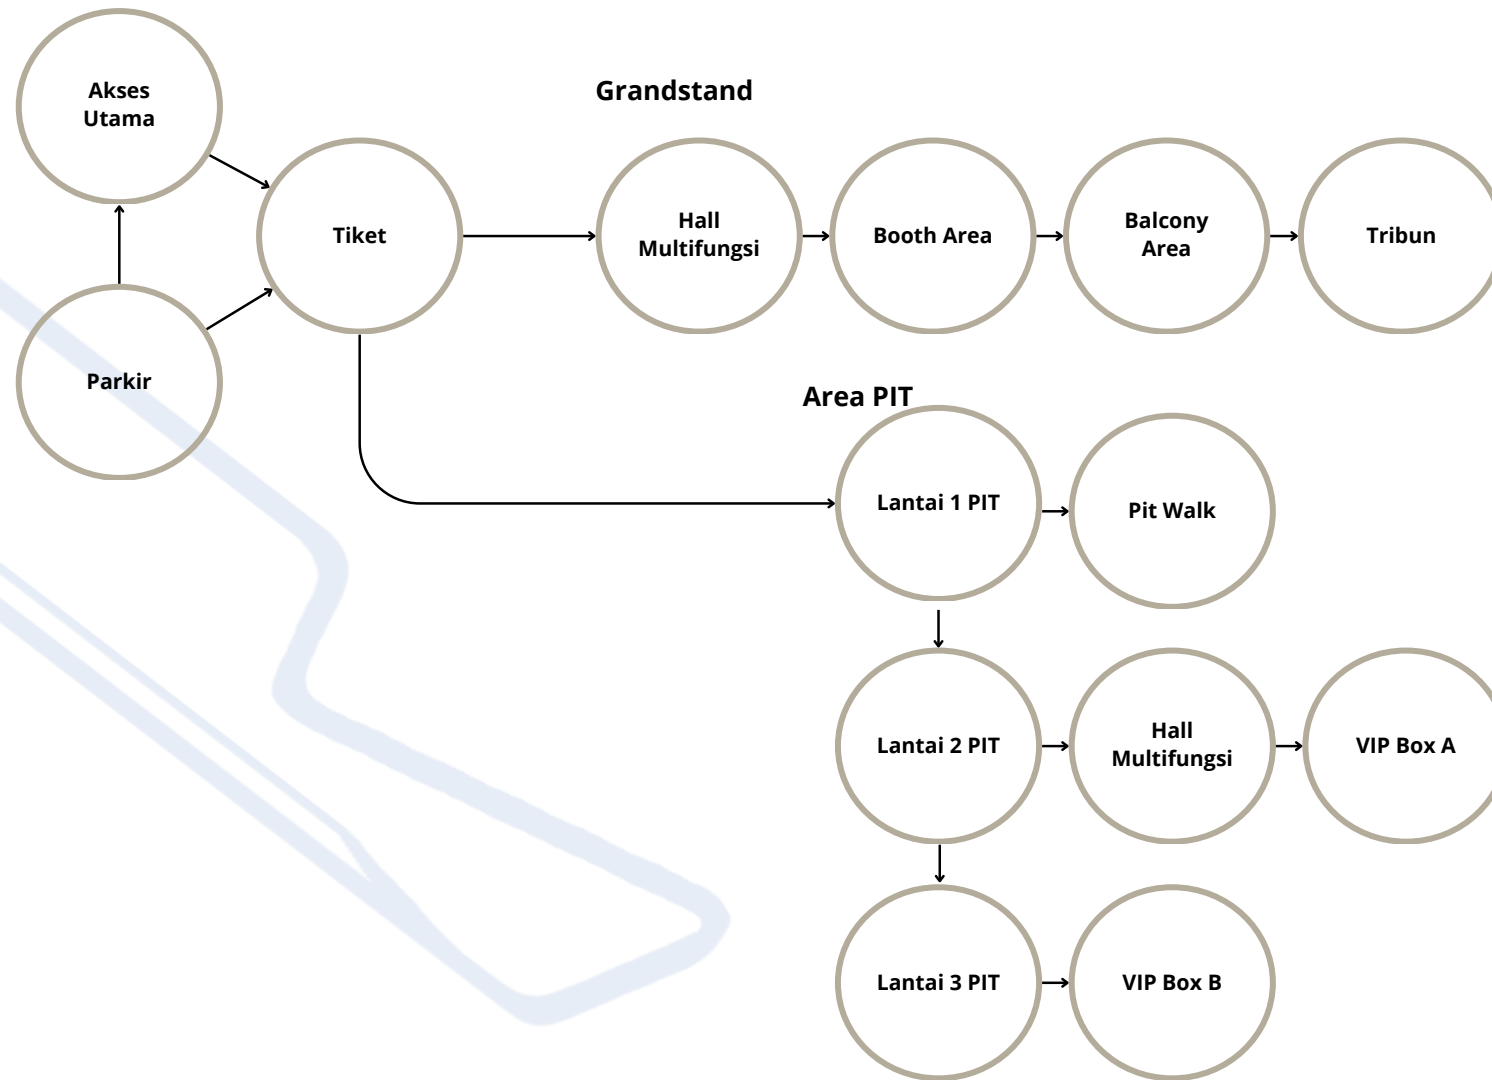 Akses
Utama
Grandstand
Tiket
Hall
Multifungsi
Booth Area
Balcony
Area
Tribun
Parkir
Area PIT
Lantai 1 PIT
Pit Walk
Lantai 2 PIT
Hall
Multifungsi
VIP Box A
Lantai 3 PIT
VIP Box B